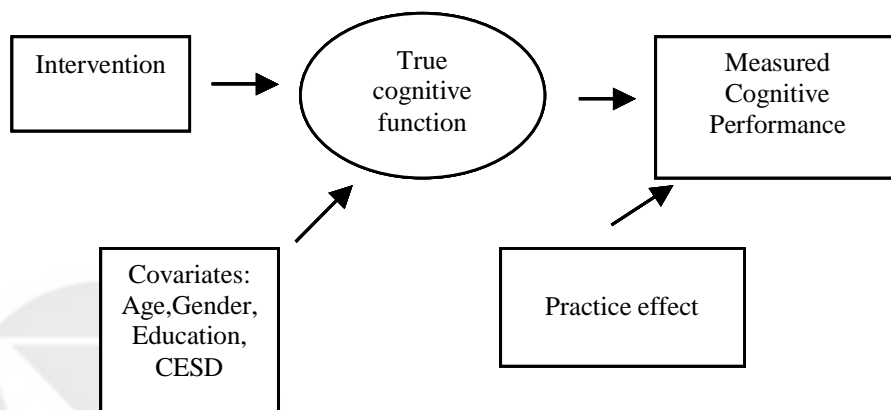 Intervention
True
cognitive
function
Measured
Cognitive
Performance
Covariates:
Age,Gender,
Education,
CESD
Practice effect